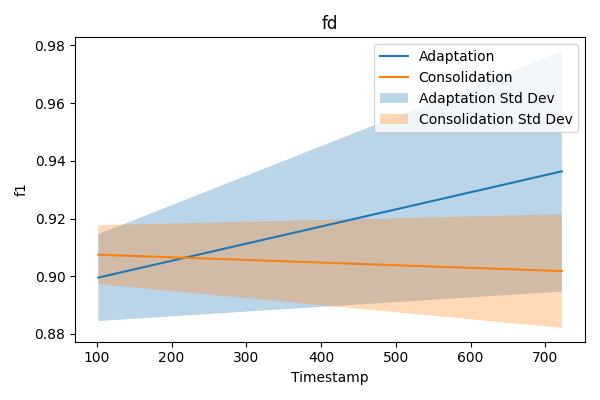 fd
0.98
0.96
0.94
0.92
0.90
0.88
f1
Adaptation
Consolidation
Adaptation Std Dev
Consolidation Std Dev
100 200 300 400 500 600 700
Timestamp